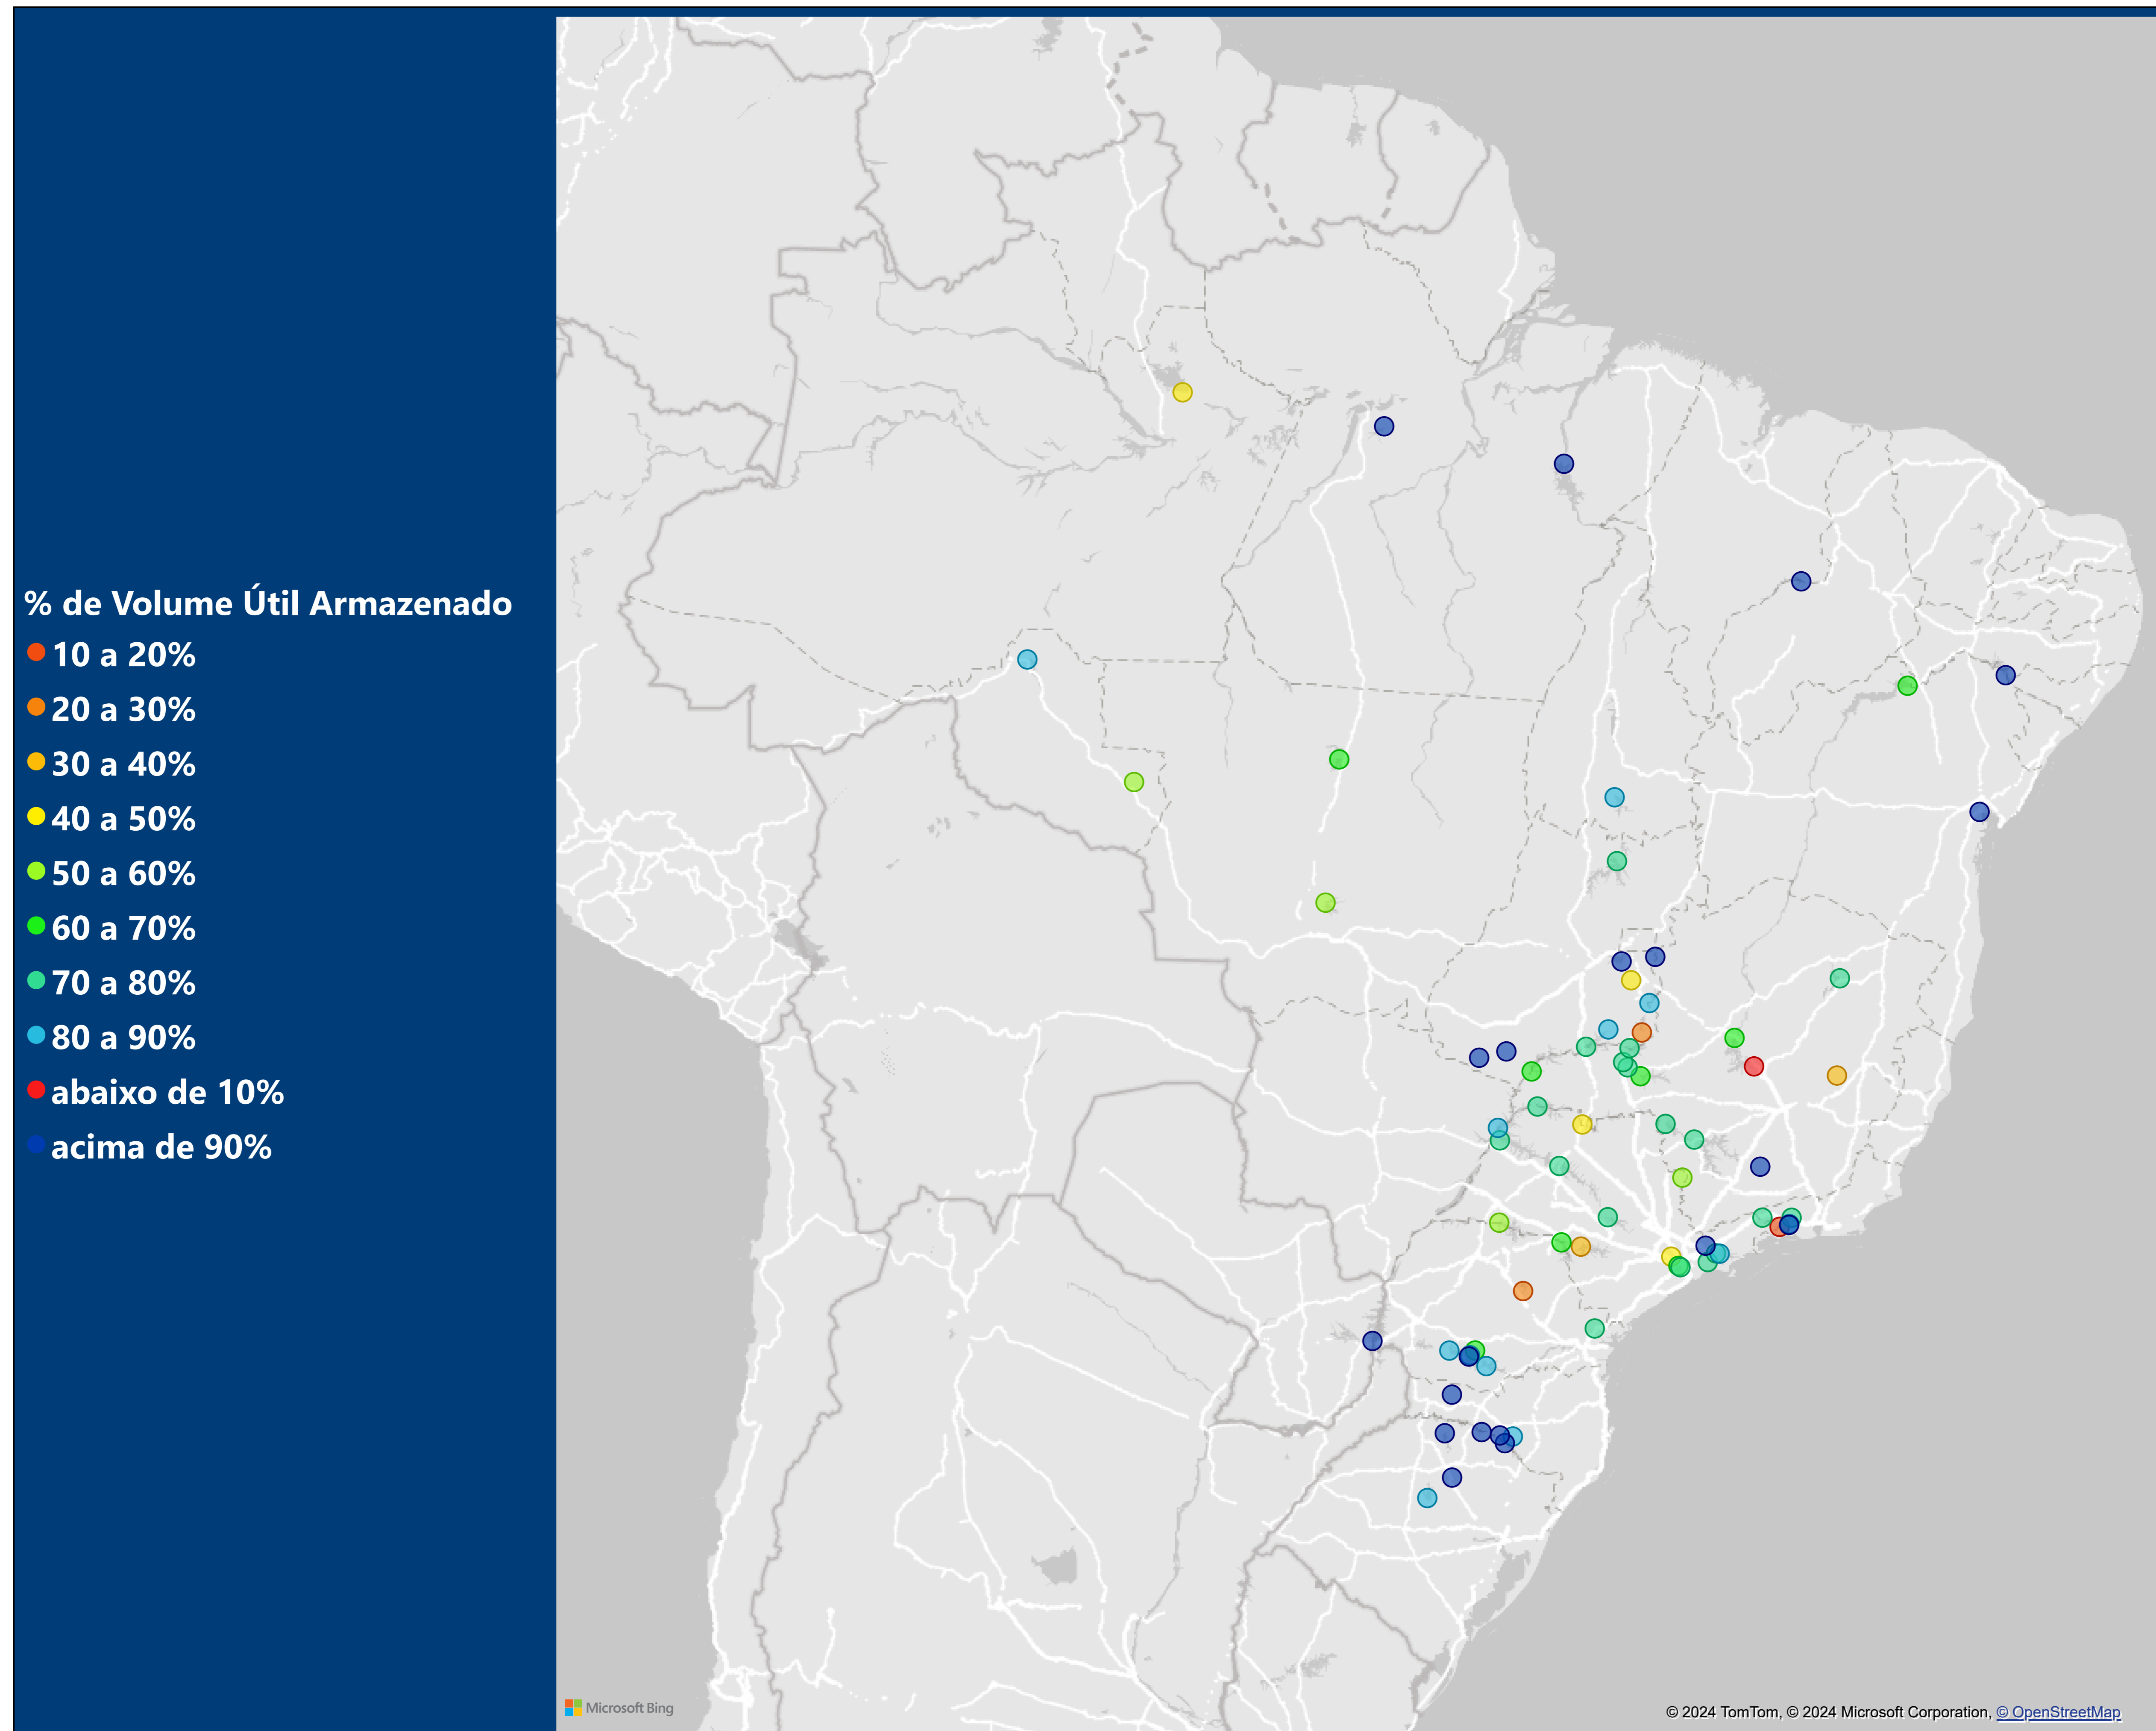 % de Volume Útil Armazenado
10 a 20%
20 a 30%
30 a 40%
40 a 50%
50 a 60%
60 a 70%
70 a 80%
80 a 90%
abaixo de 10%
acima de 90%
Microsoft Bing
© 2024 TomTom, © 2024 Microsoft Corporation, © OpenStreetMap